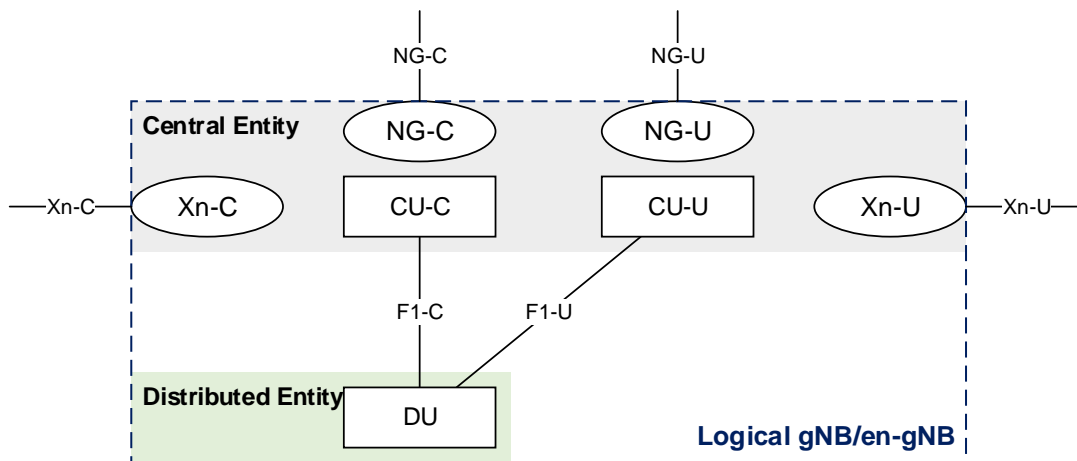 NG-C
NG-U
Central Entity
NG-C
NG-U
Xn-C
Xn-C
CU-C
CU-U
Xn-U
Xn-U
F1-C
F1-U
Distributed Entity
DU
Logical gNB/en-gNB